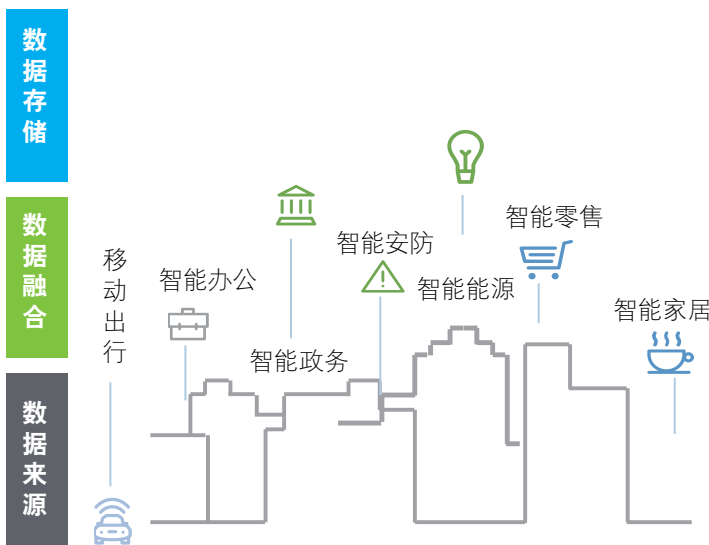 数据存储
数据融合
数据来源
移动出行
智能办公
智能政务
智能安防
智能能源
智能零售
智能家居